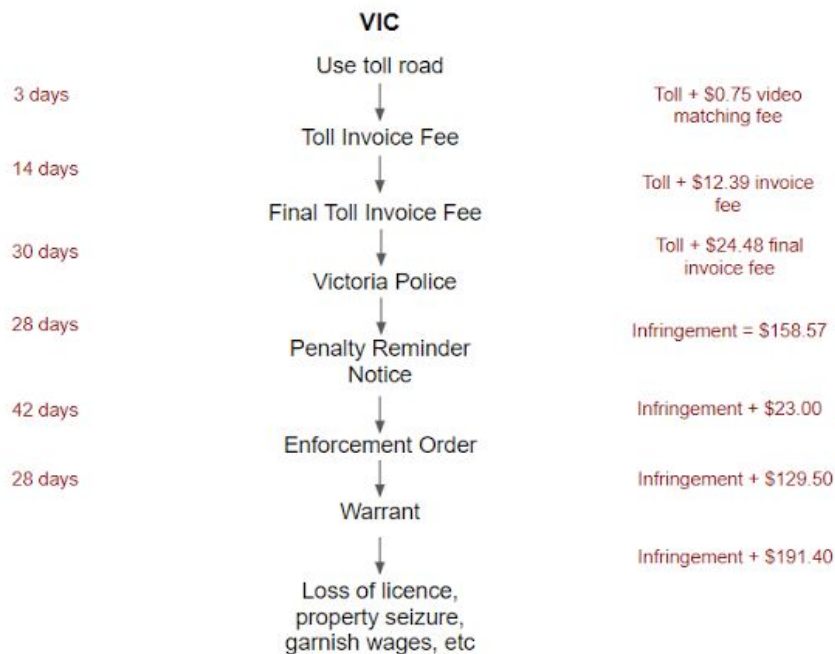 VIC
Use toll road
3 days
Toll + $0.75 video
matching fee
Toll Invoice Fee
14 days
Toll + $12.39 invoice
fee
Final Toll Invoice Fee
30 days
Toll + $24.48 final
invoice fee
Victoria Police
28 days
Infringement = $158.57
Penalty Reminder
Notice
42 days
Infringement + $23.00
Enforcement Order
28 days
Infringement + $129.50
Warrant
Infringement + $191.40
Loss of licence,
property seizure,
garnish wages, etc